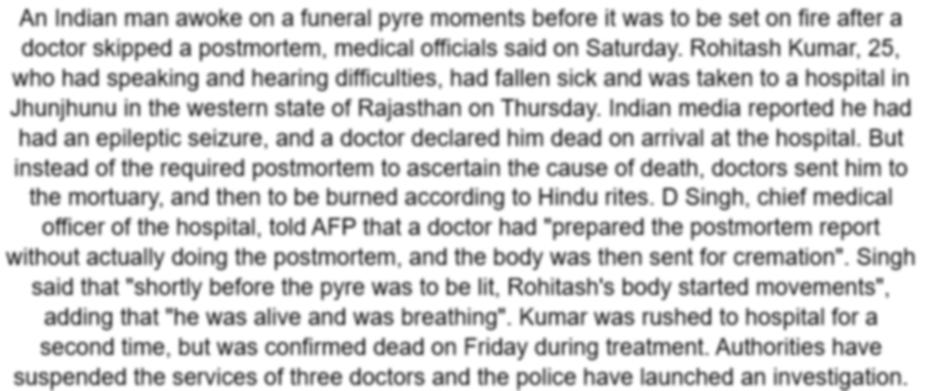 An Indian man awoke on a funeral pyre moments before it was to be set on fire after a
doctor skipped a postmortem, medical officials said on Saturday. Rohitash Kumar, 25,
who had speaking and hearing difficulties, had fallen sick and was taken to a hospital in
Jhunjhunu in the western state of Rajasthan on Thursday. Indian media reported he had
had an epileptic seizure, and a doctor declared him dead on arrival at the hospital. But
instead of the required postmortem to ascertain the cause of death, doctors sent him to
the mortuary, and then to be burned according to Hindu rites. D Singh, chief medical
officer of the hospital, told AFP that a doctor had "prepared the postmortem report
without actually doing the postmortem, and the body was then sent for cremation". Singh
said that "shortly before the pyre was to be lit, Rohitash's body started movements",
adding that "he was alive and was breathing". Kumar was rushed to hospital for a
second time, but was confirmed dead on Friday during treatment. Authorities have
suspended the services of three doctors and the police have launched an investigation.